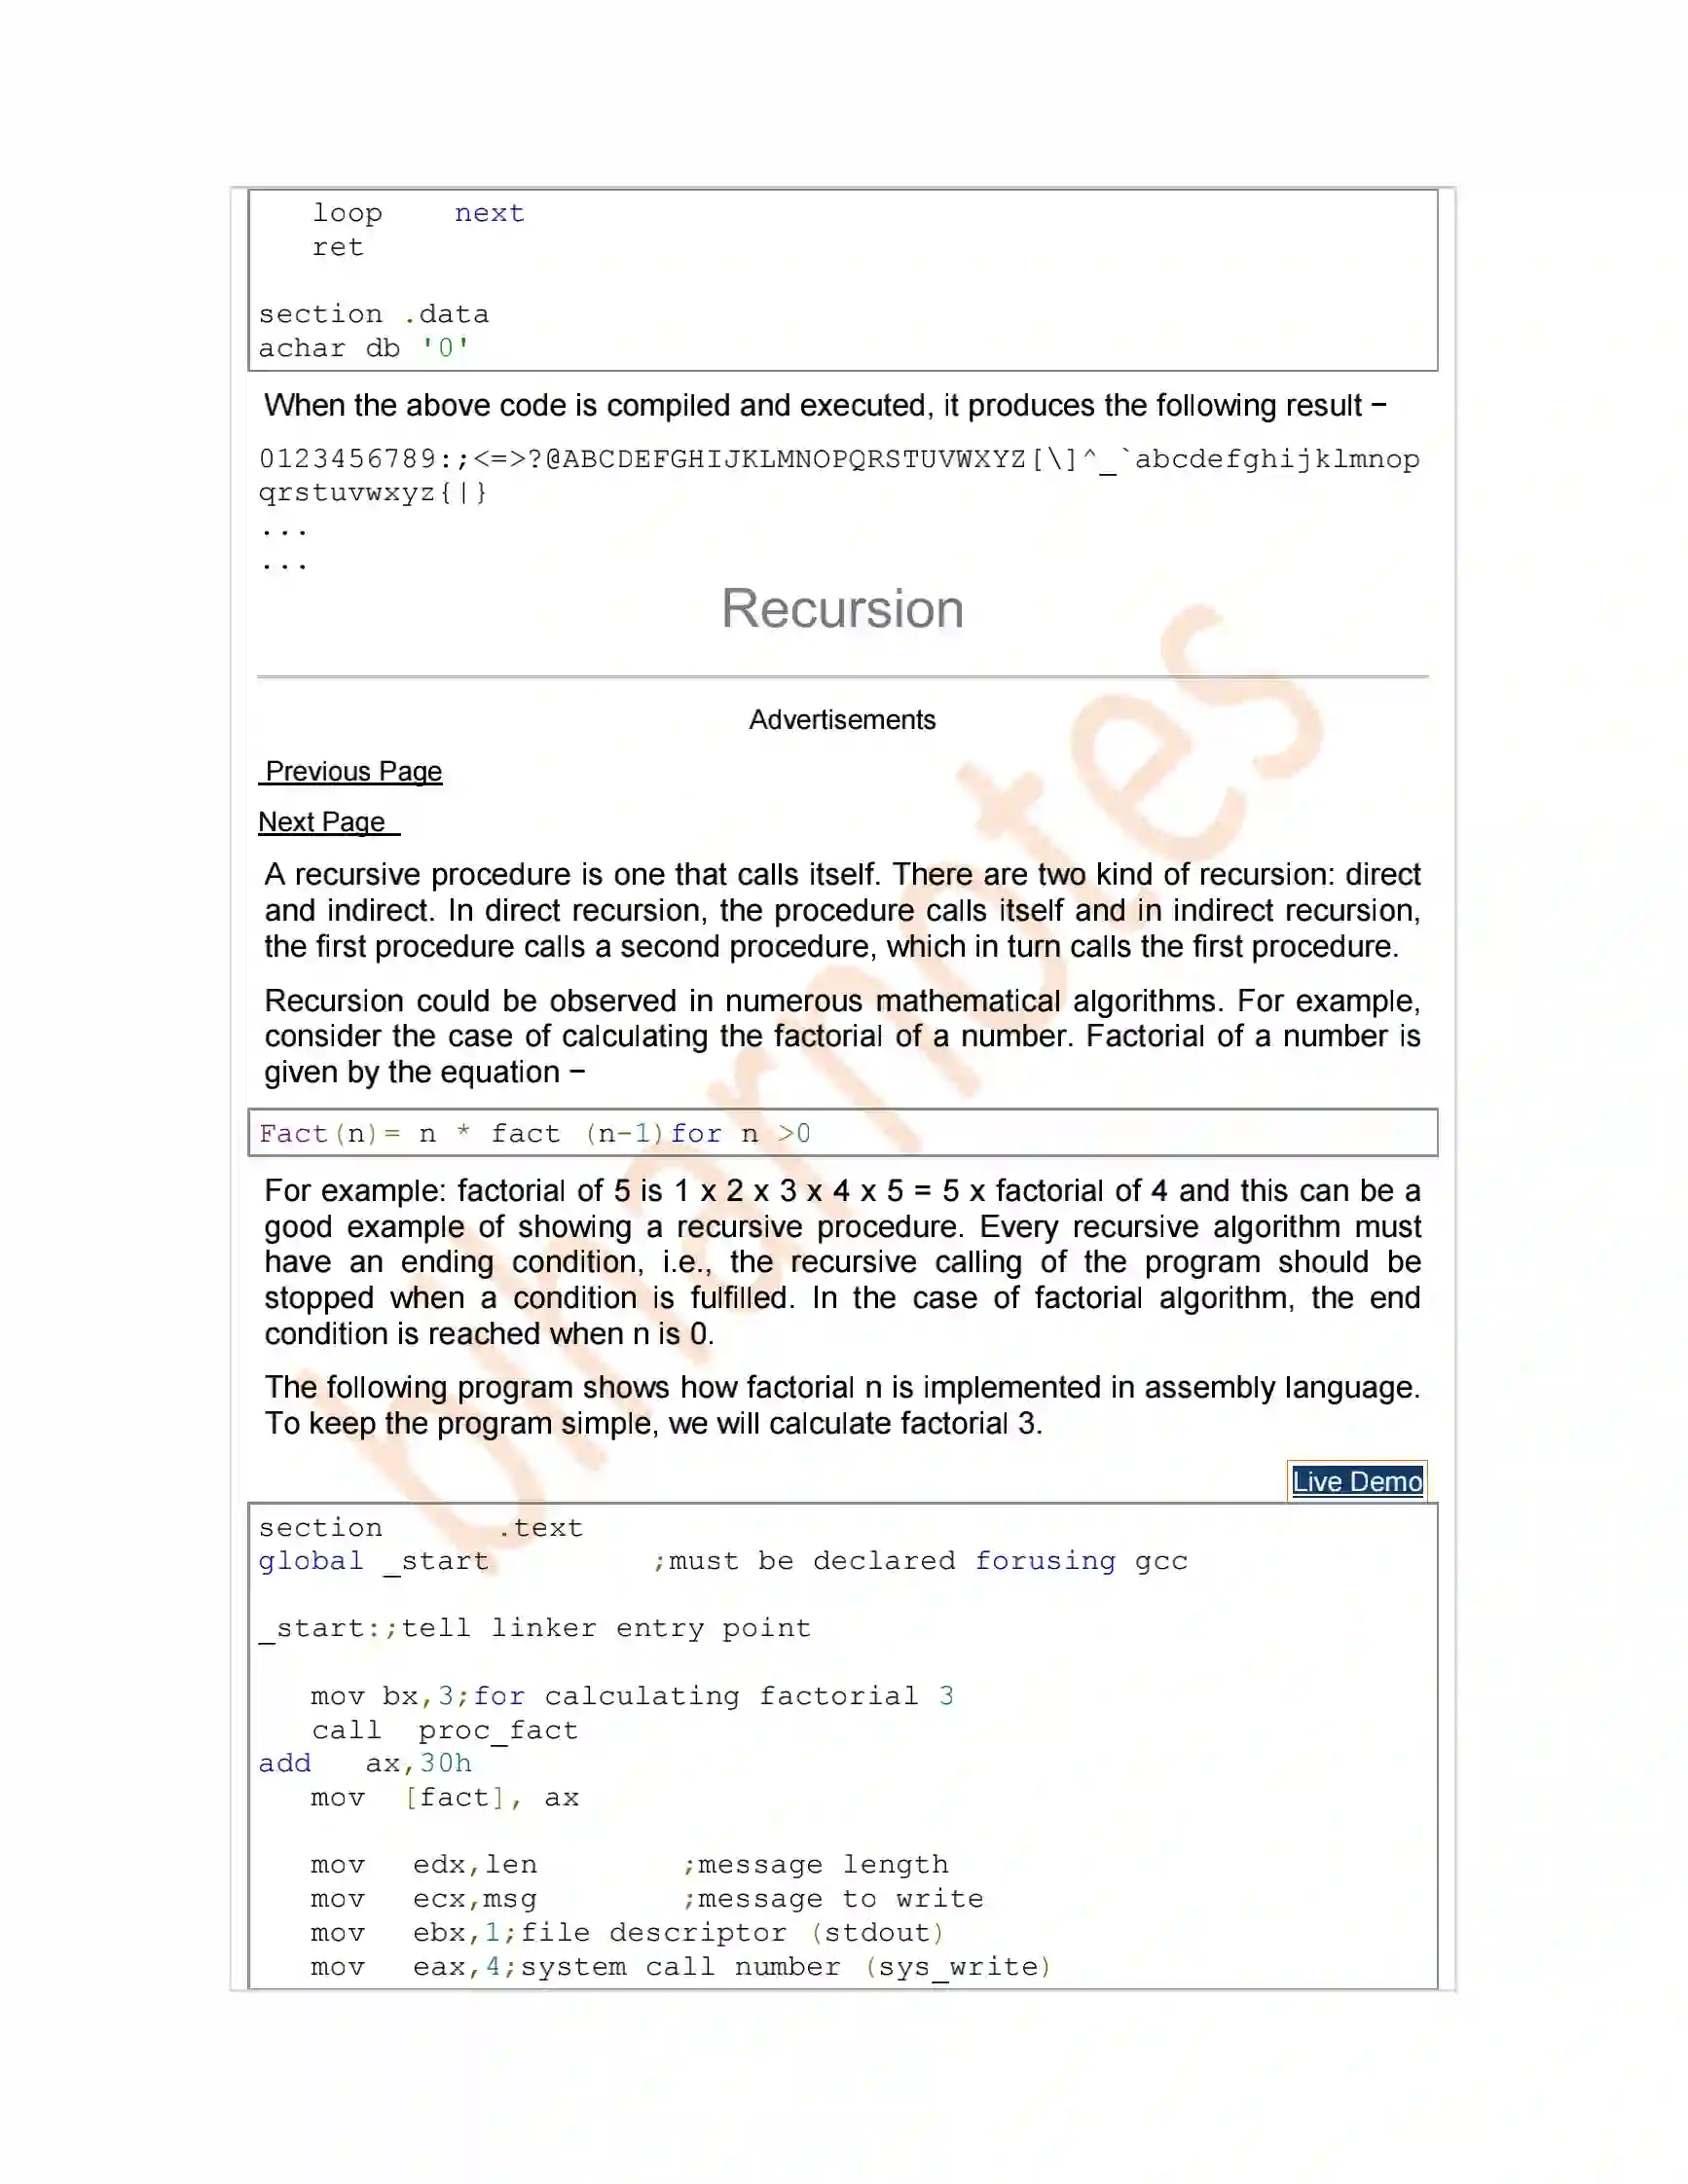 loop    next
ret
section .data
achar db '0'
When the above code is compiled and executed, it produces the following result −
0123456789:;<=>?@ABCDEFGHIJKLMNOPQRSTUVWXYZ[\]^_`abcdefghijklmnop
qrstuvwxyz{|}
...
...
Recursion
Advertisements
Previous Page
Next Page
A recursive procedure is one that calls itself. There are two kind of recursion: direct
and indirect. In direct recursion, the procedure calls itself and in indirect recursion,
the first procedure calls a second procedure, which in turn calls the first procedure.
Recursion could be observed in numerous mathematical algorithms. For example,
consider the case of calculating the factorial of a number. Factorial of a number is
given by the equation −
Fact(n)= n * fact (n-1)for n >0
For example: factorial of 5 is 1 x 2 x 3 x 4 x 5 = 5 x factorial of 4 and this can be a
good example of showing a recursive procedure. Every recursive algorithm must
have an ending condition, i.e., the recursive calling of the program should be
stopped when a condition is fulfilled. In the case of factorial algorithm, the end
condition is reached when n is 0.
The following program shows how factorial n is implemented in assembly language.
To keep the program simple, we will calculate factorial 3.
Live Demo
section       .text
global _start         ;must be declared forusing gcc
_start:;tell linker entry point
mov bx,3;for calculating factorial 3
call  proc_fact
add   ax,30h
mov  [fact], ax
mov   edx,len        ;message length
mov   ecx,msg        ;message to write
mov   ebx,1;file descriptor (stdout)
mov   eax,4;system call number (sys_write)